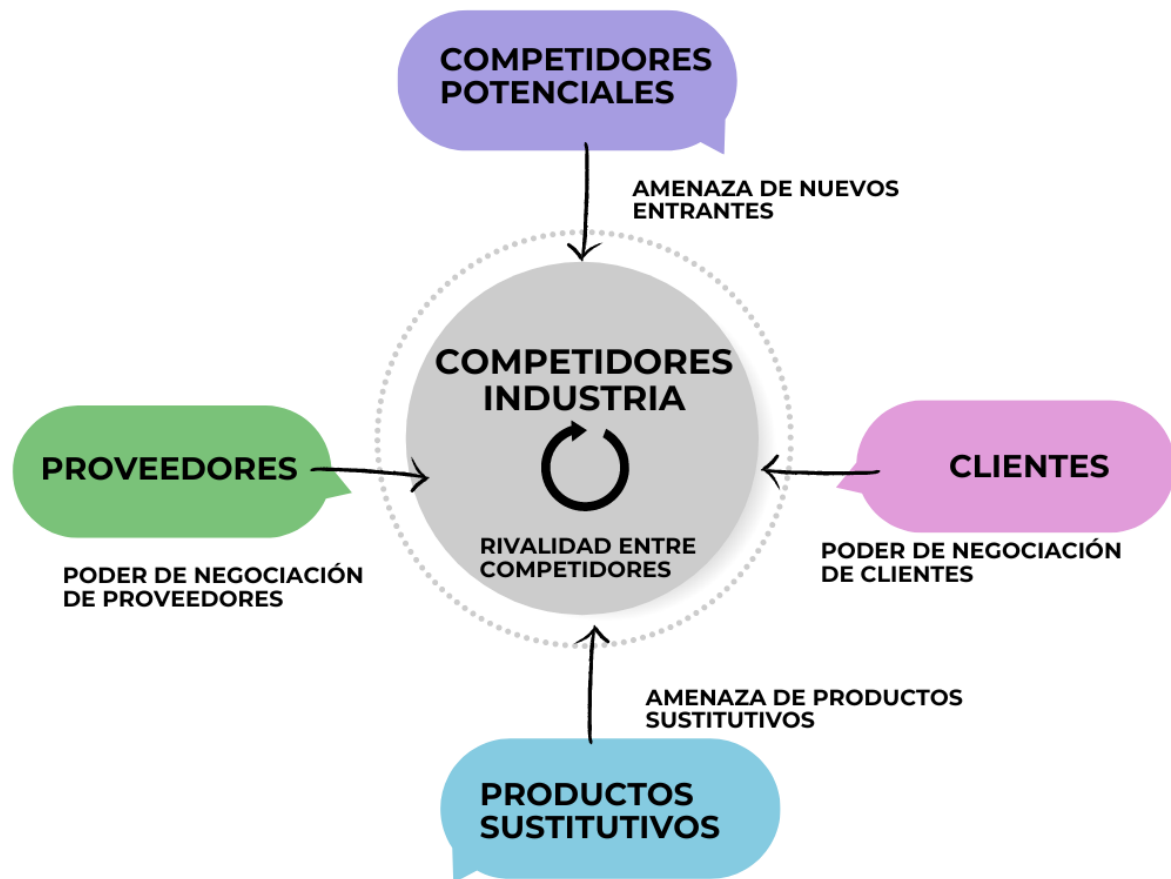 COMPETIDORES
POTENCIALES
AMENAZA DE NUEVOS
ENTRANTES
COMPETIDORES
INDUSTRIA
RIVALIDAD ENTRE
COMPETIDORES
PROVEEDORES
PODER DE NEGOCIACIÓN
DE PROVEEDORES
CLIENTES
PODER DE NEGOCIACIÓN
DE CLIENTES
AMENAZA DE PRODUCTOS
SUSTITUTIVOS
PRODUCTOS
SUSTITUTIVOS